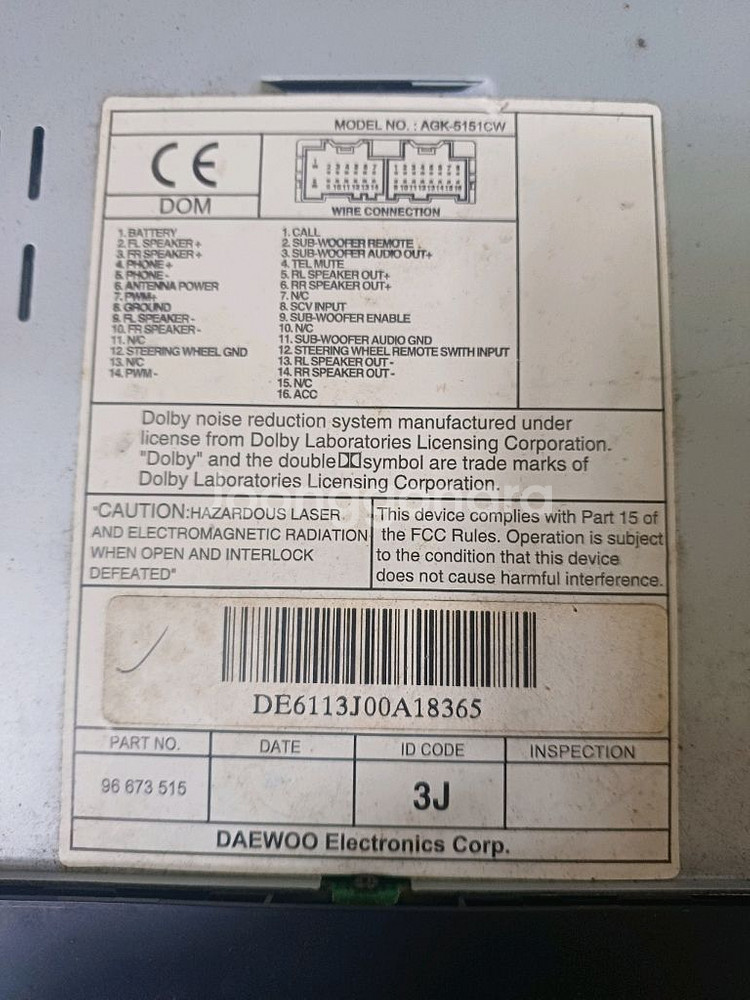 MODEL NO. : AGK-5151CW
CE
DOM
WIRE CONNECTION
1. BATTERY
2. FL SPEAKER+
3. FR SPEAKER+
4. PHONE+
5. PHONE-
6. ANTENNA POWER
7. PWM+
8. GROUND
9. FL SPEAKER-
10. FR SPEAKER-
11. N/C
12. STEERING WHEEL GND
13. N/C
14. PWM-
1. CALL
2. SUB-WOOFER REMOTE
3. SUB-WOOFER AUDIO OUT+
4. TEL MUTE
5. RL SPEAKER OUT+
6. RR SPEAKER OUT+
7. N/C
8. SCV INPUT
9. SUB-WOOFER ENABLE
10. N/C
11. SUB-WOOFER AUDIO GND
12. STEERING WHEEL REMOTE SWITH INPUT
13. RL SPEAKER OUT-
14. RR SPEAKER OUT-
15. N/C
16. ACC
Dolby noise reduction system manufactured under
license from Dolby Laboratories Licensing Corporation.
"Dolby" and the double symbol are trade marks of
Dolby Laboratories Licensing Corporation.
"CAUTION:HAZARDOUS LASER
AND ELECTROMAGNETIC RADIATION
WHEN OPEN AND INTERLOCK
DEFEATED"
This device complies with Part 15 of
the FCC Rules. Operation is subject
to the condition that this device
does not cause harmful interference.
Joonggonara
DE6113J00A18365
PART NO. DATE ID CODE INSPECTION
96 673 515 3J
DAEWOO Electronics Corp.